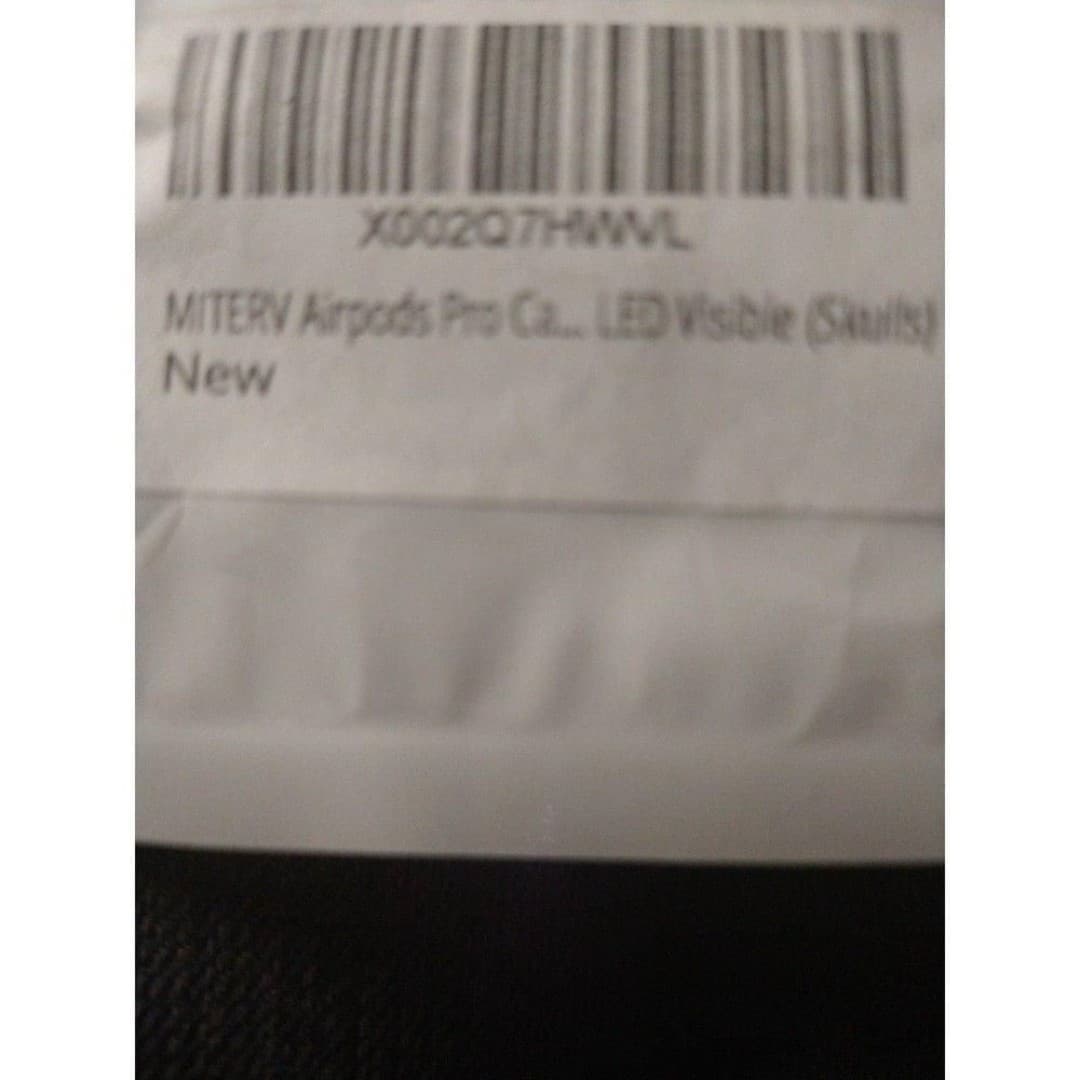 X002Q7HWVL
MITERV Airpods Pro Ca... LED Visible (Skulls)
New